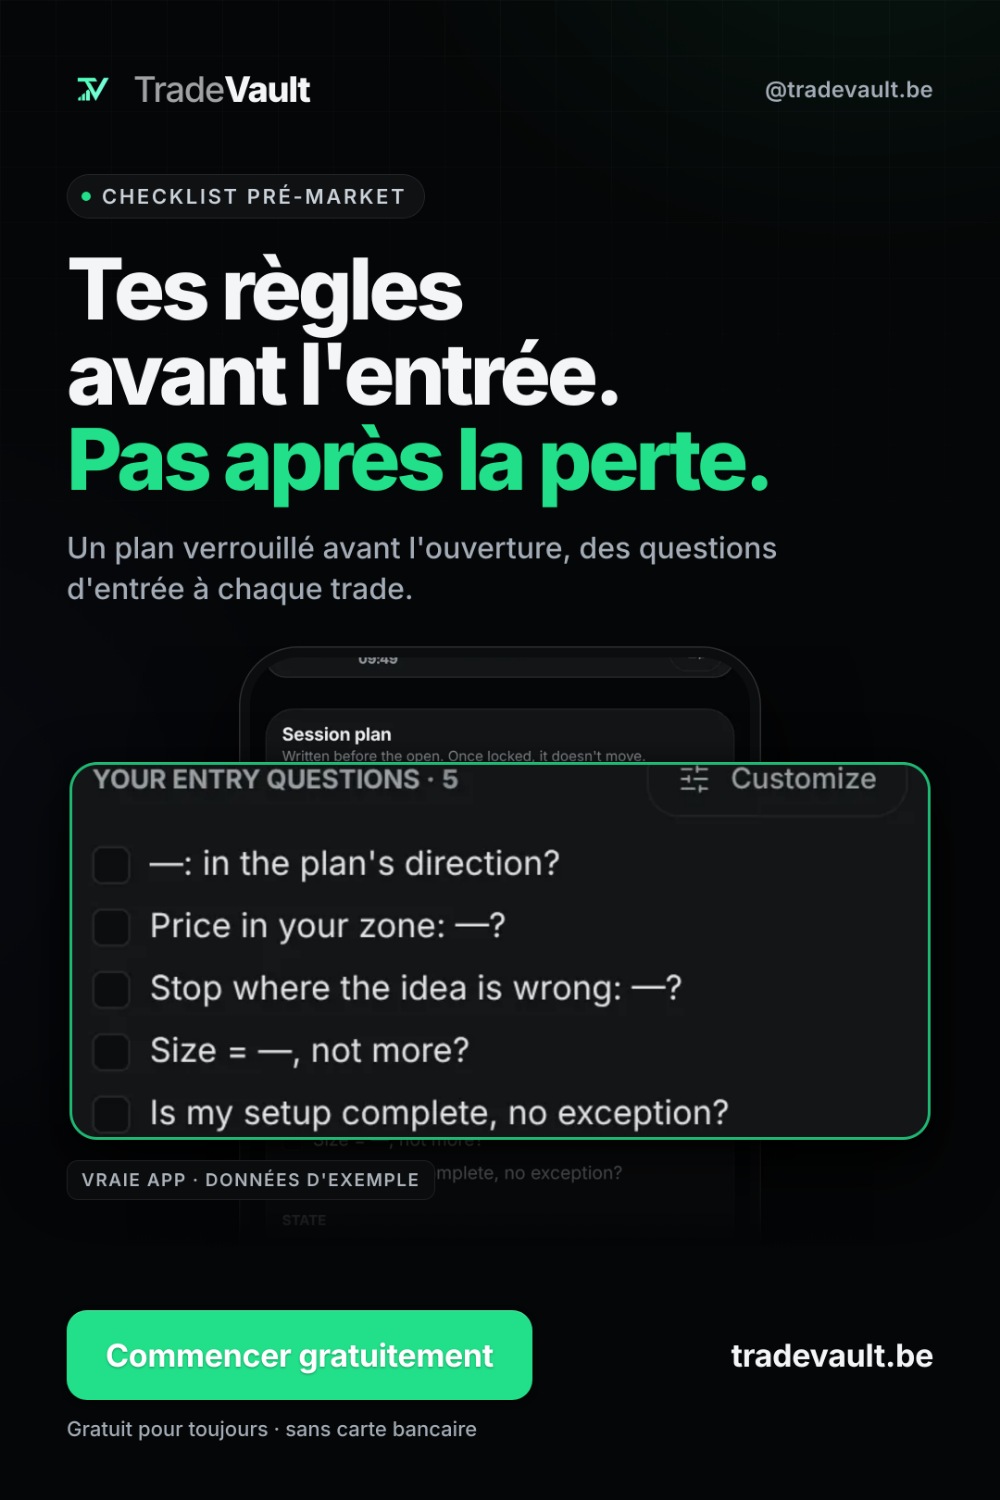 TradeVault
@tradevault.be
CHECKLIST PRÉ-MARKET
Tes règles
avant l'entrée.
Pas après la perte.
Un plan verrouillé avant l'ouverture, des questions
d'entrée à chaque trade.
09:49
Session plan
Written before the open. Once locked, it doesn't move.
YOUR ENTRY QUESTIONS · 5
Customize
—: in the plan's direction?
Price in your zone: —?
Stop where the idea is wrong: —?
Size = —, not more?
Is my setup complete, no exception?
Size = —, not more?
mplete, no exception?
VRAIE APP · DONNÉES D'EXEMPLE
STATE
Commencer gratuitement
tradevault.be
Gratuit pour toujours · sans carte bancaire